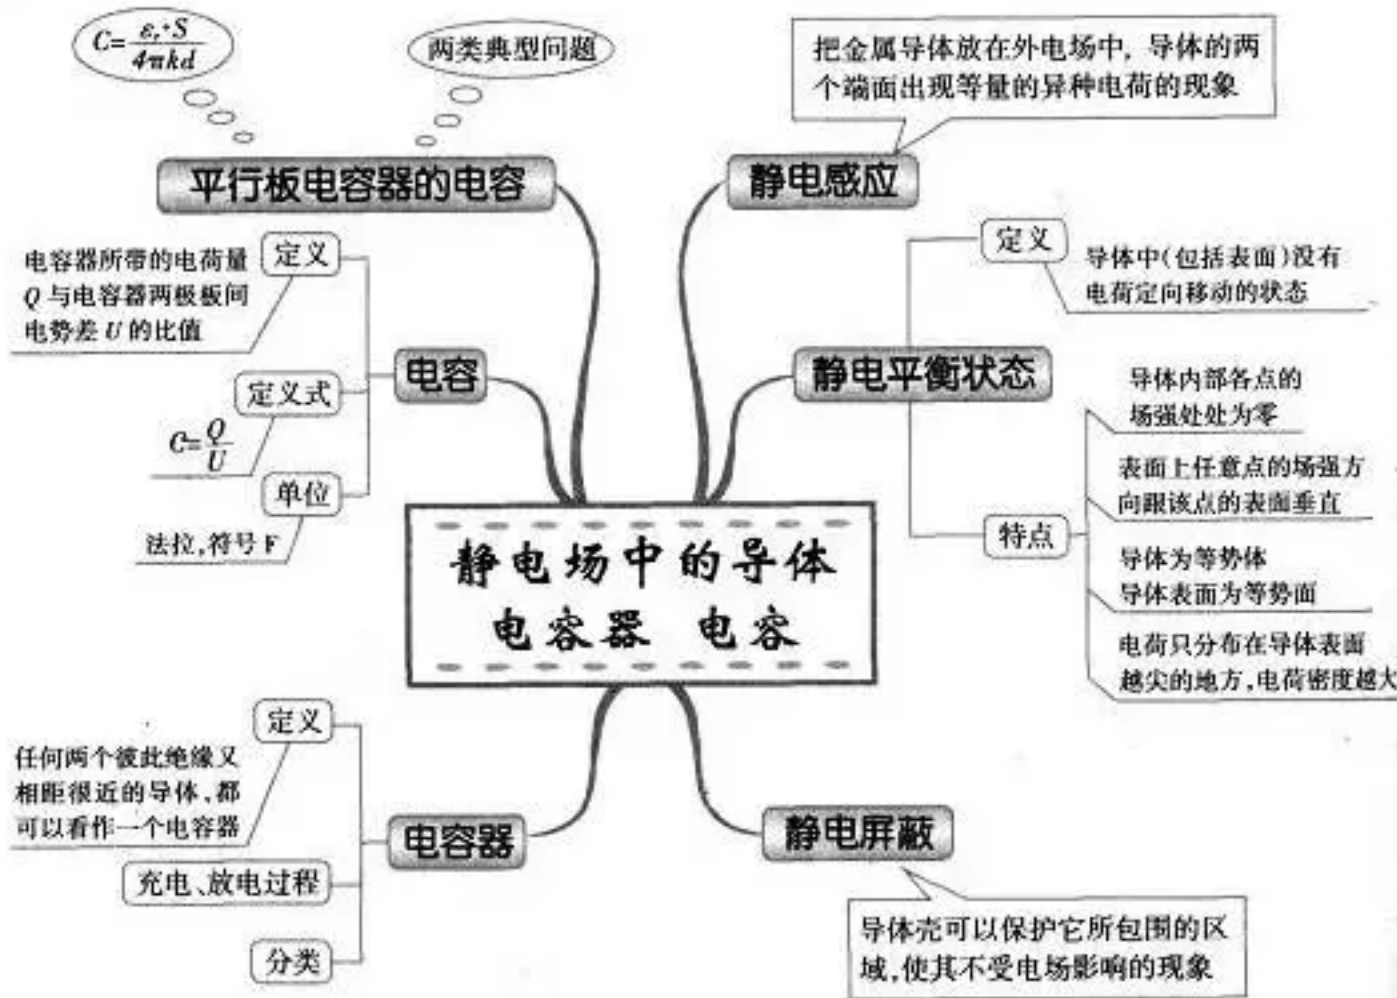 C=εr·S/4πkd
两类典型问题
平行板电容器的电容
把金属导体放在外电场中，导体的两
个端面出现等量的异种电荷的现象
静电感应
定义
电容器所带的电荷量
Q 与电容器两极板间
电势差 U 的比值
电容
定义式
C=Q/U
单位
法拉,符号 F
定义
导体中(包括表面)没有
电荷定向移动的状态
静电平衡状态
特点
导体内部各点的
场强处处为零
表面上任意点的场强方
向跟该点的表面垂直
导体为等势体
导体表面为等势面
电荷只分布在导体表面
越尖的地方,电荷密度越大
静电场中的导体
电容器 电容
定义
任何两个彼此绝缘又
相距很近的导体,都
可以看作一个电容器
电容器
充电、放电过程
分类
静电屏蔽
导体壳可以保护它所包围的区
域,使其不受电场影响的现象